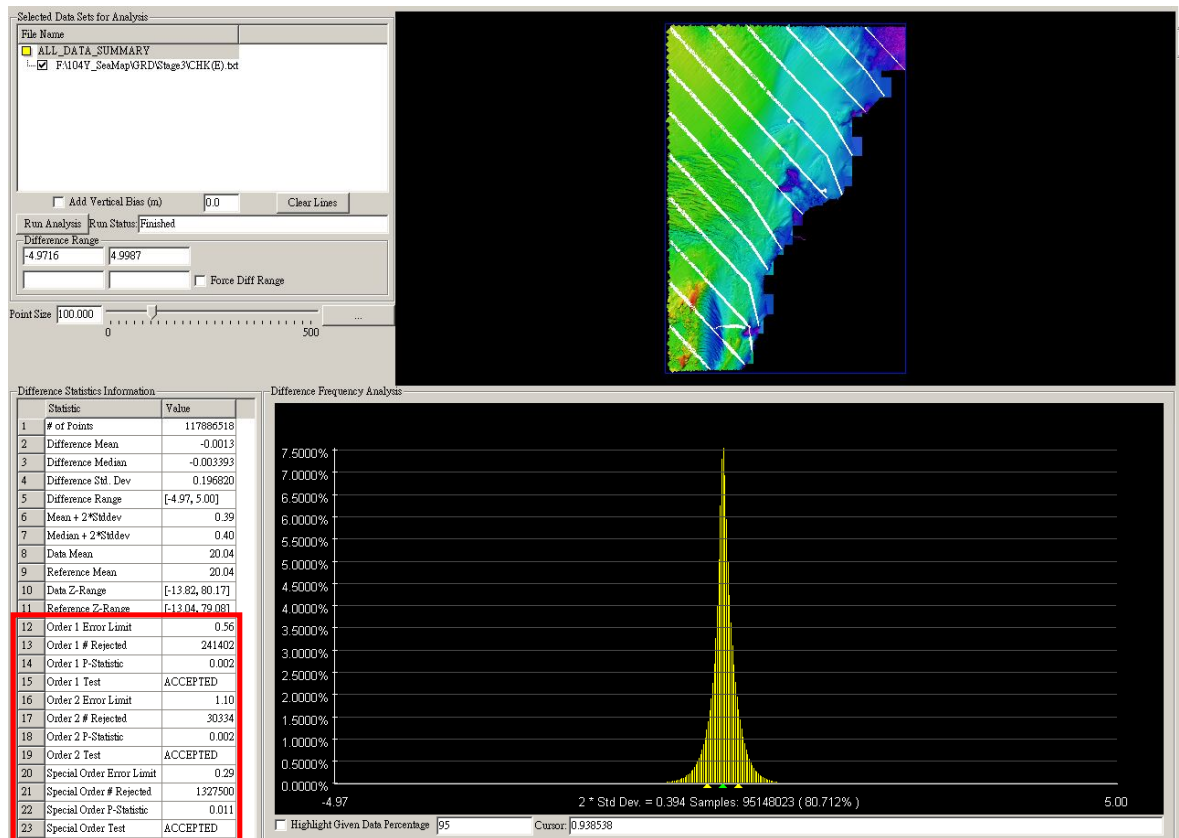 Selected Data Sets for Analysis
File Name
ALL_DATA_SUMMARY
F:\104Y_SeaMap\GRD\Stage3\CHK(E).txt
Add Vertical Bias (m) 0.0 Clear Lines
Run Analysis Run Status: Finished
Difference Range
-4.9716 4.9987
Force Diff Range
Point Size 100.000 ...
0 500
Difference Statistics Information
Statistic Value
1 # of Points 117886518
2 Difference Mean -0.0013
3 Difference Median -0.003393
4 Difference Std. Dev 0.196820
5 Difference Range [-4.97, 5.00]
6 Mean + 2*Stddev 0.39
7 Median + 2*Stddev 0.40
8 Data Mean 20.04
9 Reference Mean 20.04
10 Data Z-Range [-13.82, 80.17]
11 Reference Z-Range [-13.04, 79.08]
12 Order 1 Error Limit 0.56
13 Order 1 # Rejected 241402
14 Order 1 P-Statistic 0.002
15 Order 1 Test ACCEPTED
16 Order 2 Error Limit 1.10
17 Order 2 # Rejected 30334
18 Order 2 P-Statistic 0.002
19 Order 2 Test ACCEPTED
20 Special Order Error Limit 0.29
21 Special Order # Rejected 1327500
22 Special Order P-Statistic 0.011
23 Special Order Test ACCEPTED
Difference Frequency Analysis
7.5000%
7.0000%
6.5000%
6.0000%
5.5000%
5.0000%
4.5000%
4.0000%
3.5000%
3.0000%
2.5000%
2.0000%
1.5000%
1.0000%
0.5000%
0.0000%
-4.97 2 * Std Dev. = 0.394 Samples: 95148023 ( 80.712% ) 5.00
Highlight Given Data Percentage 95 Cursor: 0.938538